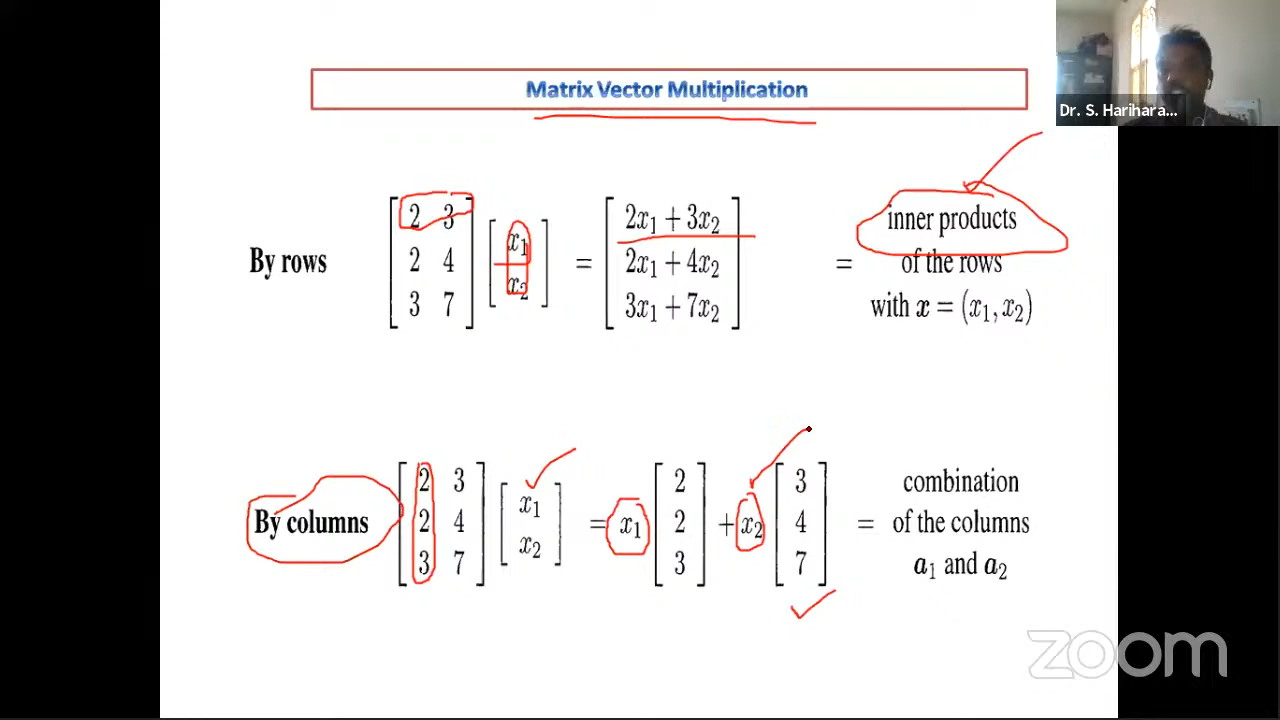 Matrix Vector Multiplication
Dr. S. Harihara...
By rows
[2 3; 2 4; 3 7] [x₁; x₂] = [2x₁ + 3x₂; 2x₁ + 4x₂; 3x₁ + 7x₂] =
inner products
of the rows
with x = (x₁, x₂)
By columns
[2 3; 2 4; 3 7] [x₁; x₂] = x₁ [2; 2; 3] + x₂ [3; 4; 7] =
combination
of the columns
a₁ and a₂
zoom